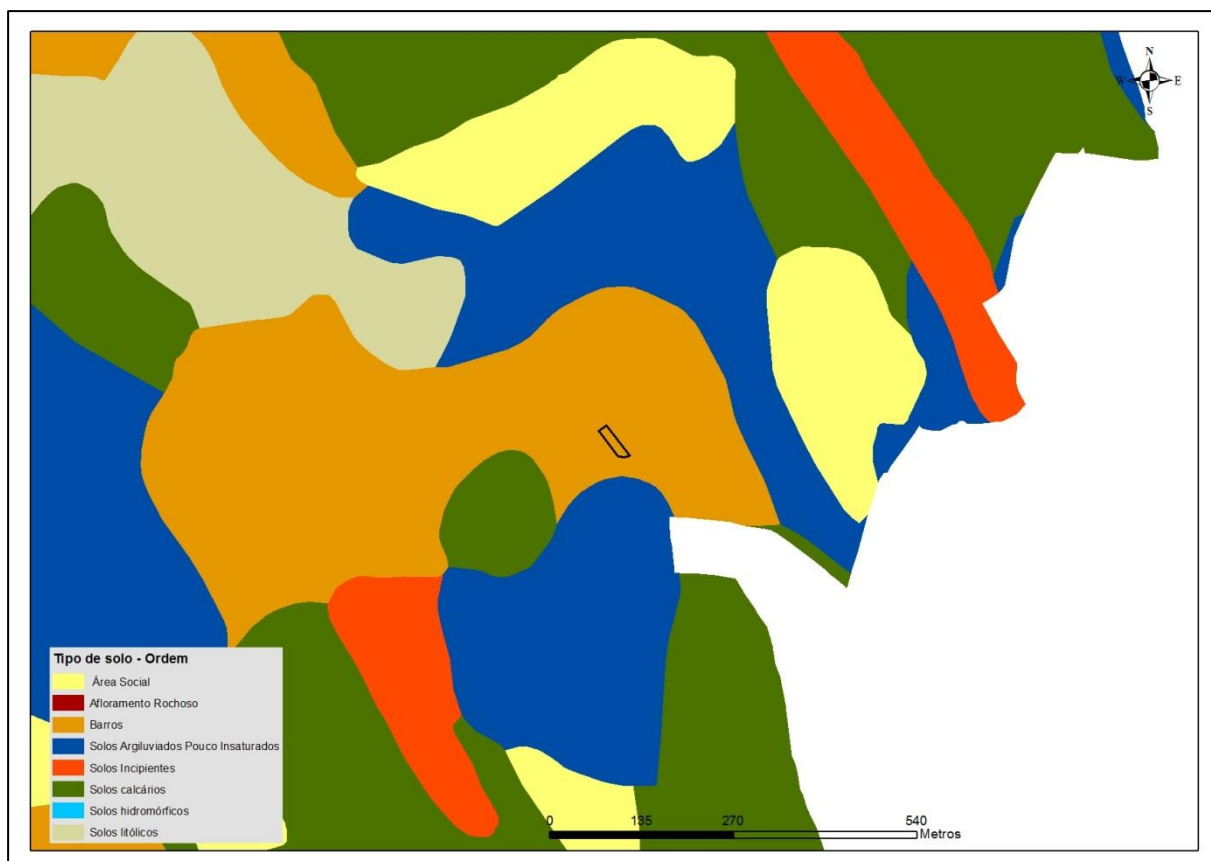 N
W E
S
Tipo de solo - Ordem
Área Social
Afloramento Rochoso
Barros
Solos Argiluviados Pouco Insaturados
Solos Incipientes
Solos calcários
Solos hidromórficos
Solos litólicos
0 135 270 540
Metros